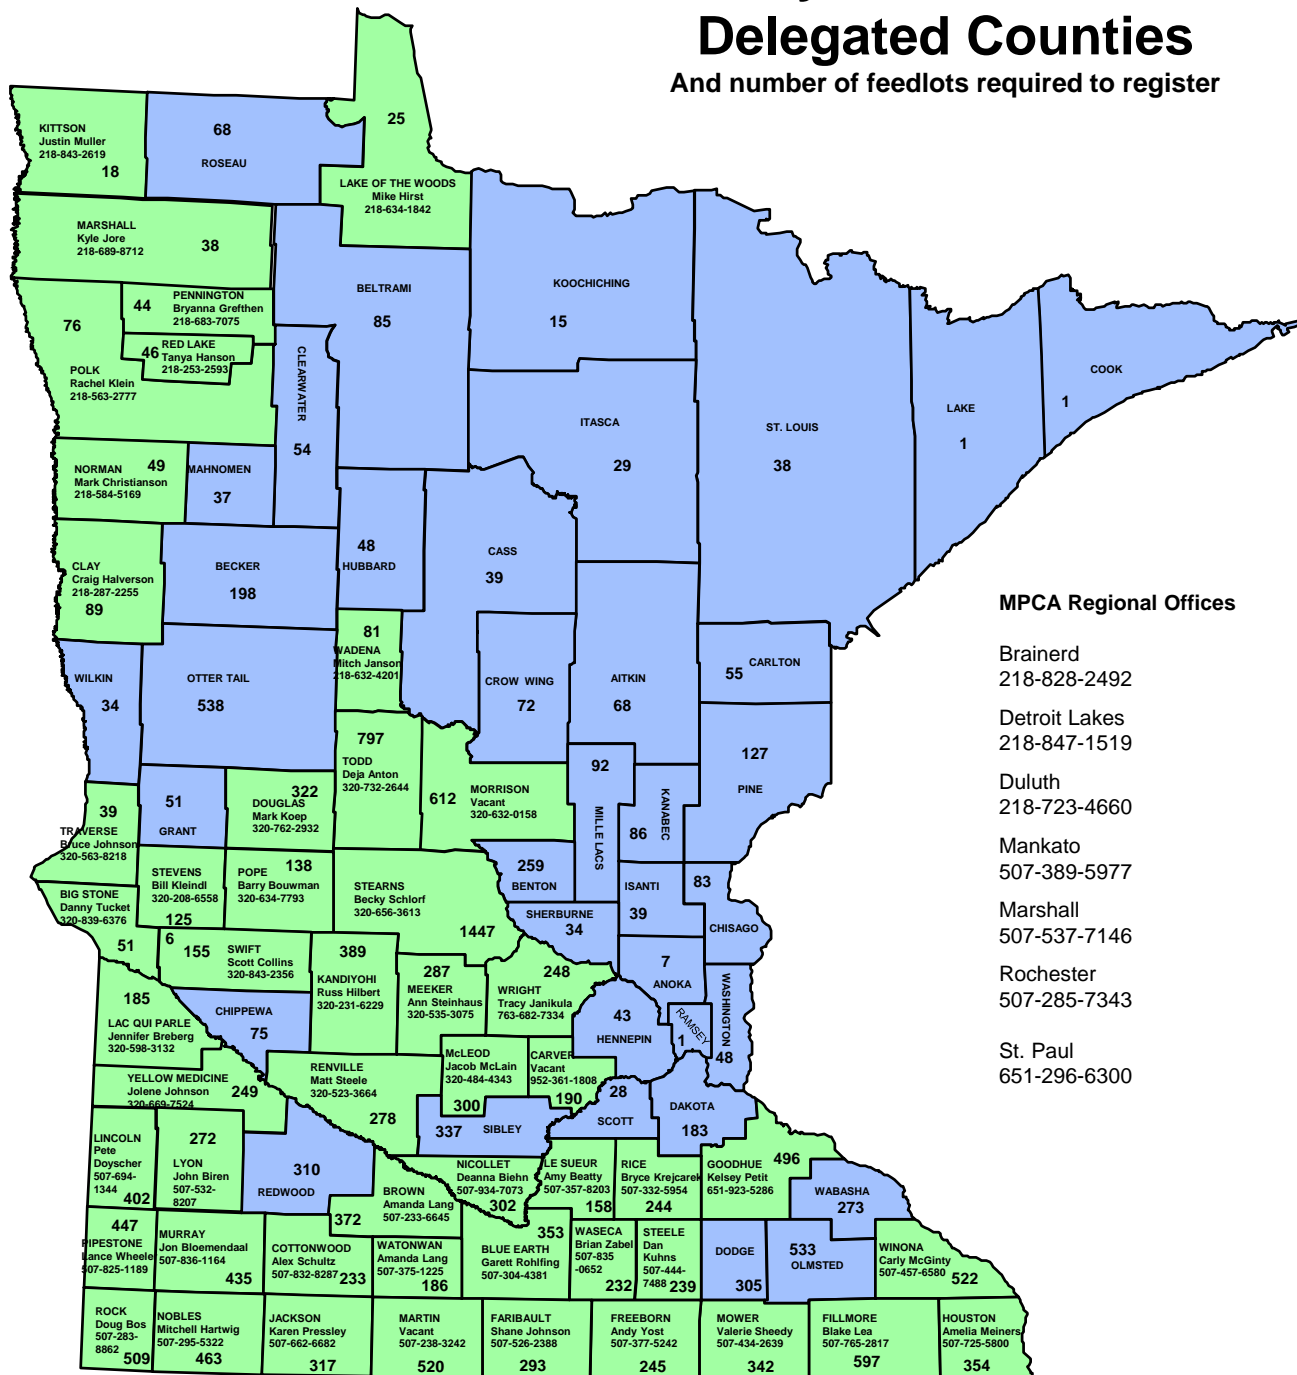 Delegated Counties
And number of feedlots required to register
KITTSON
Justin Muller
218-843-2619
18
68
ROSEAU
25
LAKE OF THE WOODS
Mike Hirst
218-634-1842
MARSHALL
Kyle Jore
218-689-8712
38
PENNINGTON
44
Bryanna Grefthen
218-683-7075
76
46
RED LAKE
Tanya Hanson
218-253-2593
POLK
Rachel Klein
218-563-2777
CLEARWATER
54
BELTRAMI
85
KOOCHICHING
15
ITASCA
29
ST. LOUIS
38
LAKE
1
COOK
1
NORMAN
49
Mark Christianson
218-584-5169
MAHNOMEN
37
CLAY
Craig Halverson
218-287-2255
89
BECKER
198
48
HUBBARD
CASS
39
81
WADENA
Mitch Janson
218-632-4201
WILKIN
34
OTTER TAIL
538
CROW WING
72
AITKIN
68
CARLTON
55
127
PINE
797
TODD
Deja Anton
320-732-2644
612
MORRISON
Vacant
320-632-0158
92
MILLE LACS
KANABEC
86
39
TRAVERSE
Bruce Johnson
320-563-8218
51
GRANT
322
DOUGLAS
Mark Koep
320-762-2932
STEVENS
Bill Kleindl
320-208-6558
125
138
POPE
Barry Bouwman
320-634-7793
STEARNS
Becky Schlorf
320-656-3613
1447
259
BENTON
SHERBURNE
34
ISANTI
39
83
CHISAGO
BIG STONE
Danny Tucket
320-839-6376
51
6
155
SWIFT
Scott Collins
320-843-2356
389
KANDIYOHI
Russ Hilbert
320-231-6229
287
MEEKER
Ann Steinhaus
320-535-3075
248
WRIGHT
Tracy Janikula
763-682-7334
7
ANOKA
WASHINGTON
48
RAMSEY
1
43
HENNEPIN
185
LAC QUI PARLE
Jennifer Breberg
320-598-3132
CHIPPEWA
75
YELLOW MEDICINE
Jolene Johnson
320-669-7524
249
RENVILLE
Matt Steele
320-523-3664
278
McLEOD
Jacob McLain
320-484-4343
300
CARVER
Vacant
952-361-1808
190
28
SCOTT
DAKOTA
183
337
SIBLEY
LINCOLN
Pete
Doyscher
507-694-
1344
402
272
LYON
John Biren
507-532-
8207
310
REDWOOD
372
BROWN
Amanda Lang
507-233-6645
NICOLLET
Deanna Biehn
507-934-7073
302
LE SUEUR
Amy Beatty
507-357-8203
158
RICE
Bryce Krejcarek
507-332-5954
244
496
GOODHUE
Kelsey Petit
651-923-5286
WABASHA
273
447
PIPESTONE
Lance Wheele
507-825-1189
MURRAY
Jon Bloemendaal
507-836-1164
435
COTTONWOOD
Alex Schultz
507-832-8287
233
WATONWAN
Amanda Lang
507-375-1225
186
353
BLUE EARTH
Garett Rohlfing
507-304-4381
WASECA
Brian Zabel
507-835
-0652
232
STEELE
Dan
Kuhns
507-444-
7488
239
DODGE
305
533
OLMSTED
WINONA
Carly McGinty
507-457-6580
522
ROCK
Doug Bos
507-283-
8862
509
NOBLES
Mitchell Hartwig
507-295-5322
463
JACKSON
Karen Pressley
507-662-6682
317
MARTIN
Vacant
507-238-3242
520
FARIBAULT
Shane Johnson
507-526-2388
293
FREEBORN
Andy Yost
507-377-5242
245
MOWER
Valerie Sheedy
507-434-2639
342
FILLMORE
Blake Lea
507-765-2817
597
HOUSTON
Amelia Meiners
507-725-5800
354
MPCA Regional Offices
Brainerd
218-828-2492
Detroit Lakes
218-847-1519
Duluth
218-723-4660
Mankato
507-389-5977
Marshall
507-537-7146
Rochester
507-285-7343
St. Paul
651-296-6300